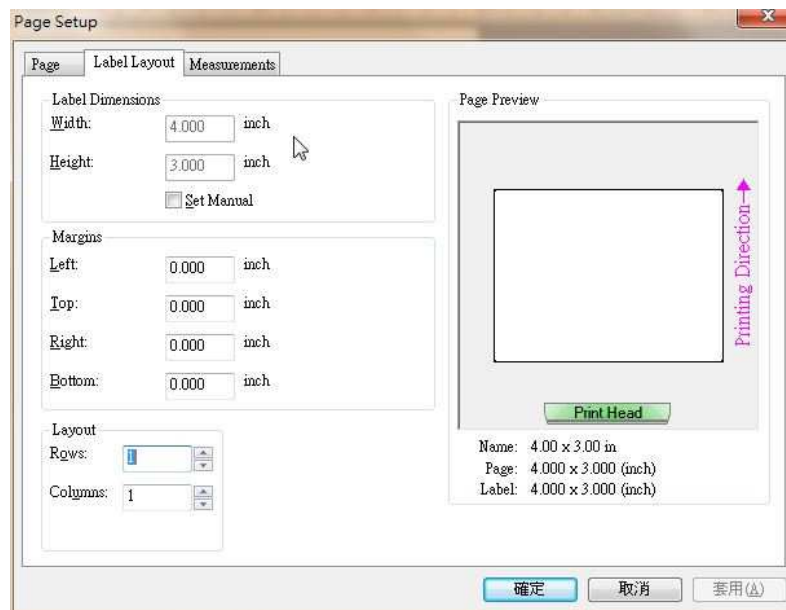 Page Setup
Page
Label Layout
Measurements
Label Dimensions
Width:
4.000
inch
Height:
3.000
inch
Set Manual
Margins
Left:
0.000
inch
Top:
0.000
inch
Right:
0.000
inch
Bottom:
0.000
inch
Layout
Rows:
1
Columns:
1
Page Preview
Printing Direction
Print Head
Name: 4.00 x 3.00 in
Page: 4.000 x 3.000 (inch)
Label: 4.000 x 3.000 (inch)
確定
取消
套用(A)